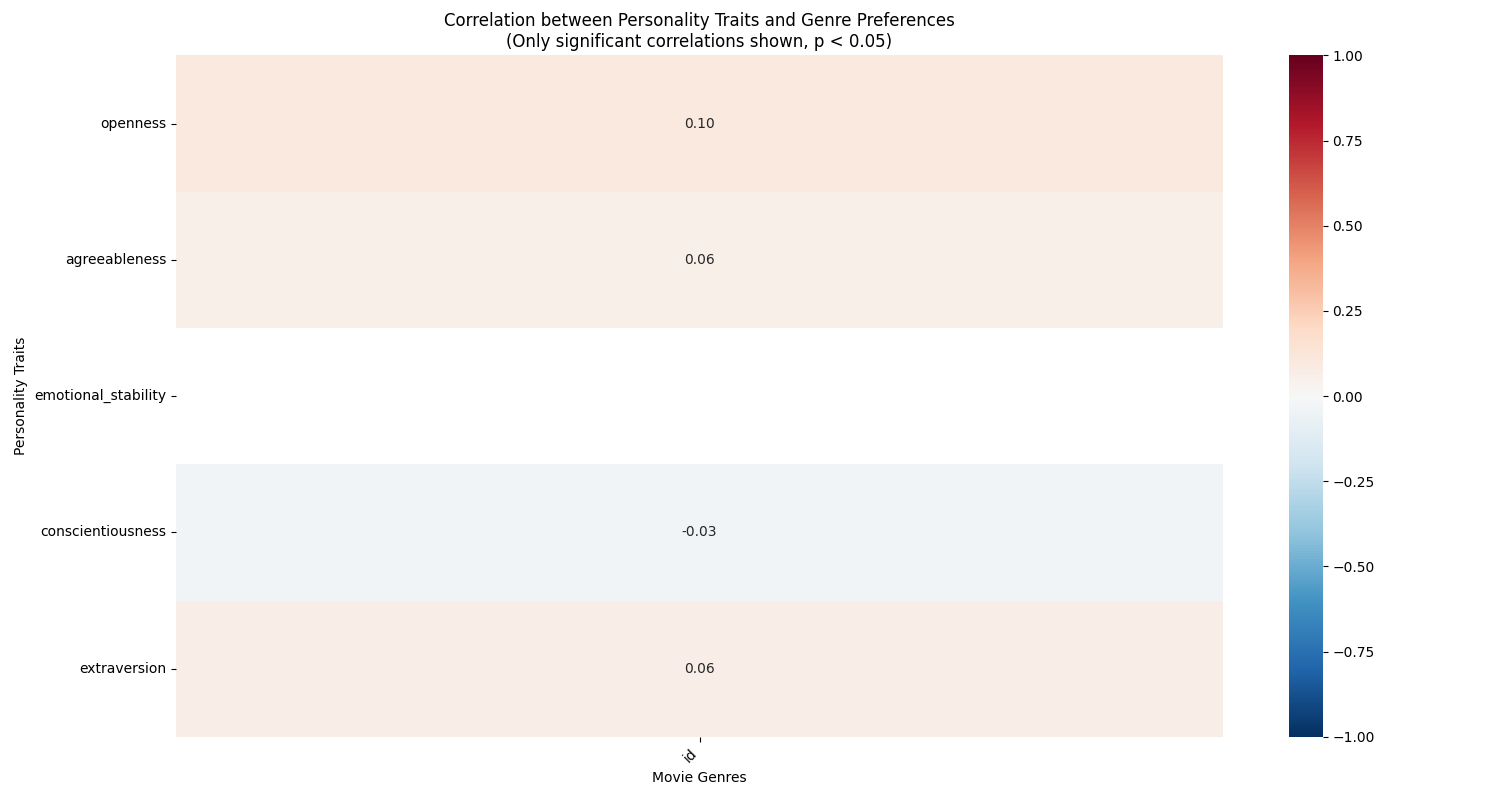 Correlation between Personality Traits and Genre Preferences
(Only significant correlations shown, p < 0.05)
Personality Traits
openness
agreeableness
emotional_stability
conscientiousness
extraversion
0.10
0.06
-0.03
0.06
id
Movie Genres
1.00
0.75
0.50
0.25
0.00
−0.25
−0.50
−0.75
−1.00